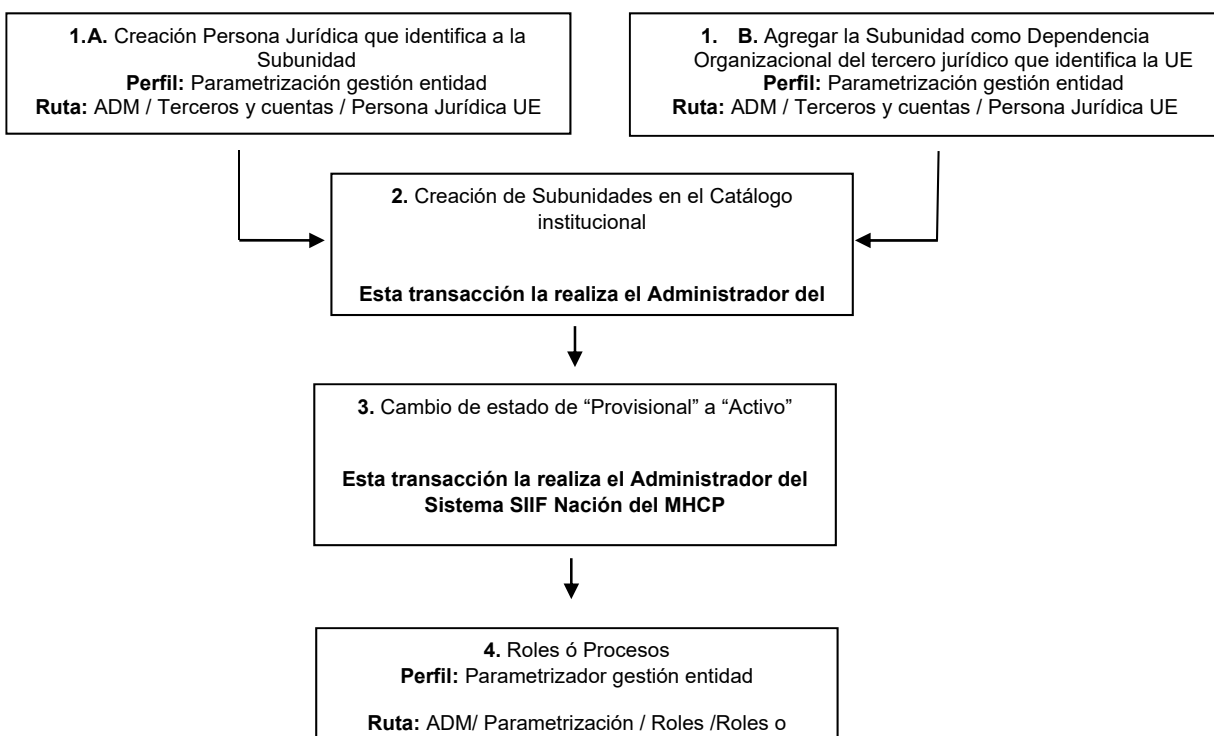 1.A. Creación Persona Jurídica que identifica a la
Subunidad
Perfil: Parametrización gestión entidad
Ruta: ADM / Terceros y cuentas / Persona Jurídica UE
1. B. Agregar la Subunidad como Dependencia
Organizacional del tercero jurídico que identifica la UE
Perfil: Parametrización gestión entidad
Ruta: ADM / Terceros y cuentas / Persona Jurídica UE
2. Creación de Subunidades en el Catálogo
institucional
Esta transacción la realiza el Administrador del
3. Cambio de estado de “Provisional” a “Activo”
Esta transacción la realiza el Administrador del
Sistema SIIF Nación del MHCP
4. Roles ó Procesos
Perfil: Parametrizador gestión entidad
Ruta: ADM/ Parametrización / Roles /Roles o